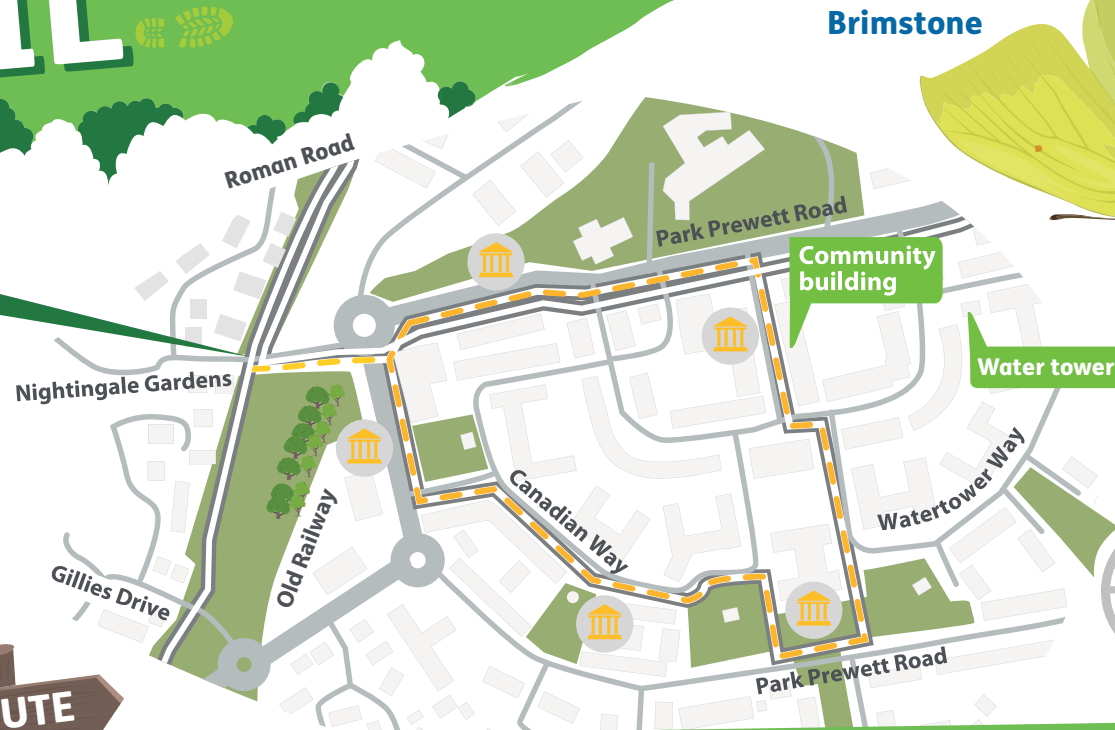 IL
Brimstone
Roman Road
Park Prewett Road
Community
building
Water tower
Nightingale Gardens
Canadian Way
Watertower Way
Old Railway
Gillies Drive
Park Prewett Road
UTE